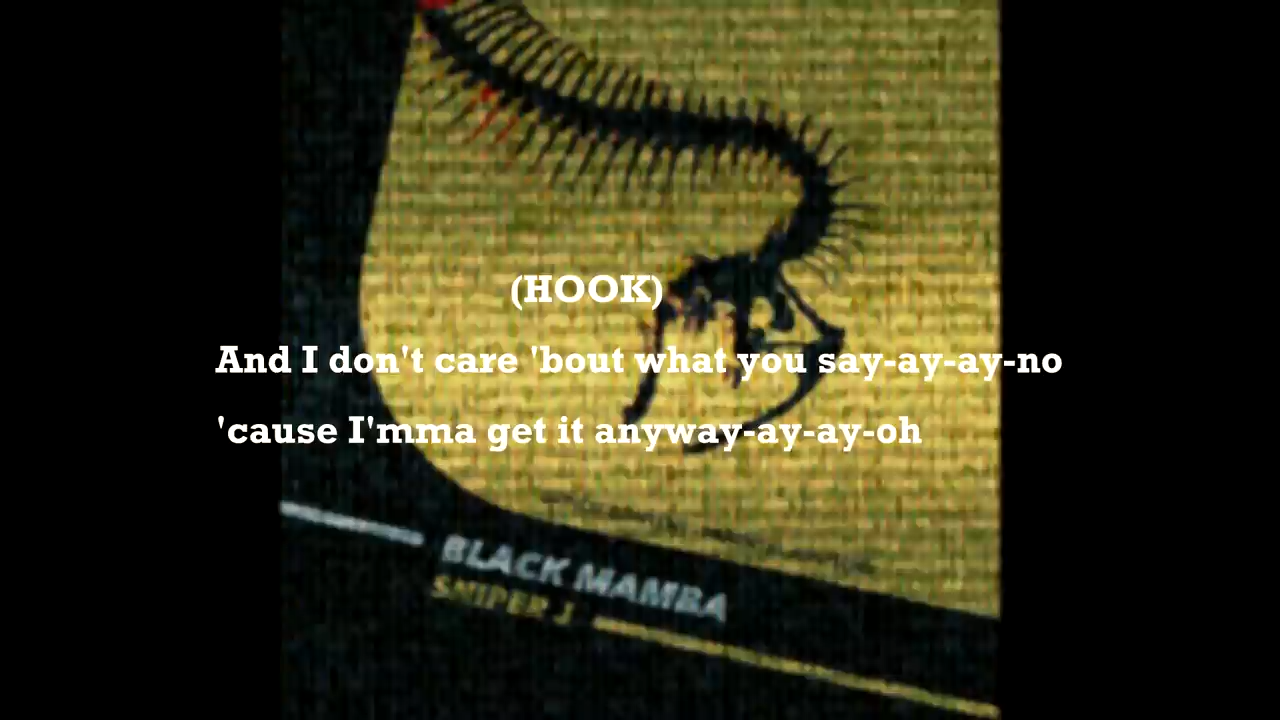 (HOOK)
And I don't care 'bout what you say-ay-ay-no
'cause I'mma get it anyway-ay-ay-oh
BLACK MAMBA
SNIPER J